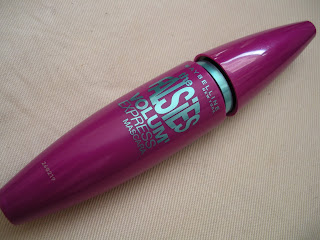 MAYBELLINE
NEW YORK
the
FALSIES
VOLUM'
EXPRESS
MASCARA